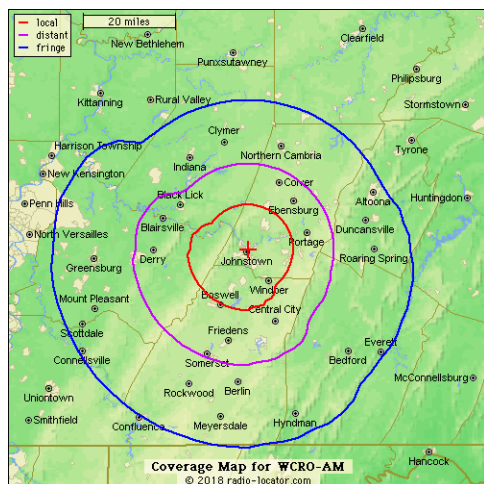 local
distant
fringe
20 miles
New Bethlehem
Clearfield
Punxsutawney
Philipsburg
Kittanning
Rural Valley
Stormstown
Clymer
Harrison Township
Northern Cambria
Tyrone
Indiana
New Kensington
Colver
Black Lick
Altoona
Huntingdon
Penn Hills
Ebensburg
Blairsville
Duncansville
North Versailles
Portage
Derry
Johnstown
Roaring Spring
Greensburg
Windber
Mount Pleasant
Boswell
Central City
Scottdale
Friedens
Everett
Connellsville
Somerset
Bedford
McConnellsburg
Rockwood
Berlin
Uniontown
Smithfield
Confluence
Meyersdale
Hyndman
Hancock
Coverage Map for WCRO-AM
© 2018 radio-locator.com